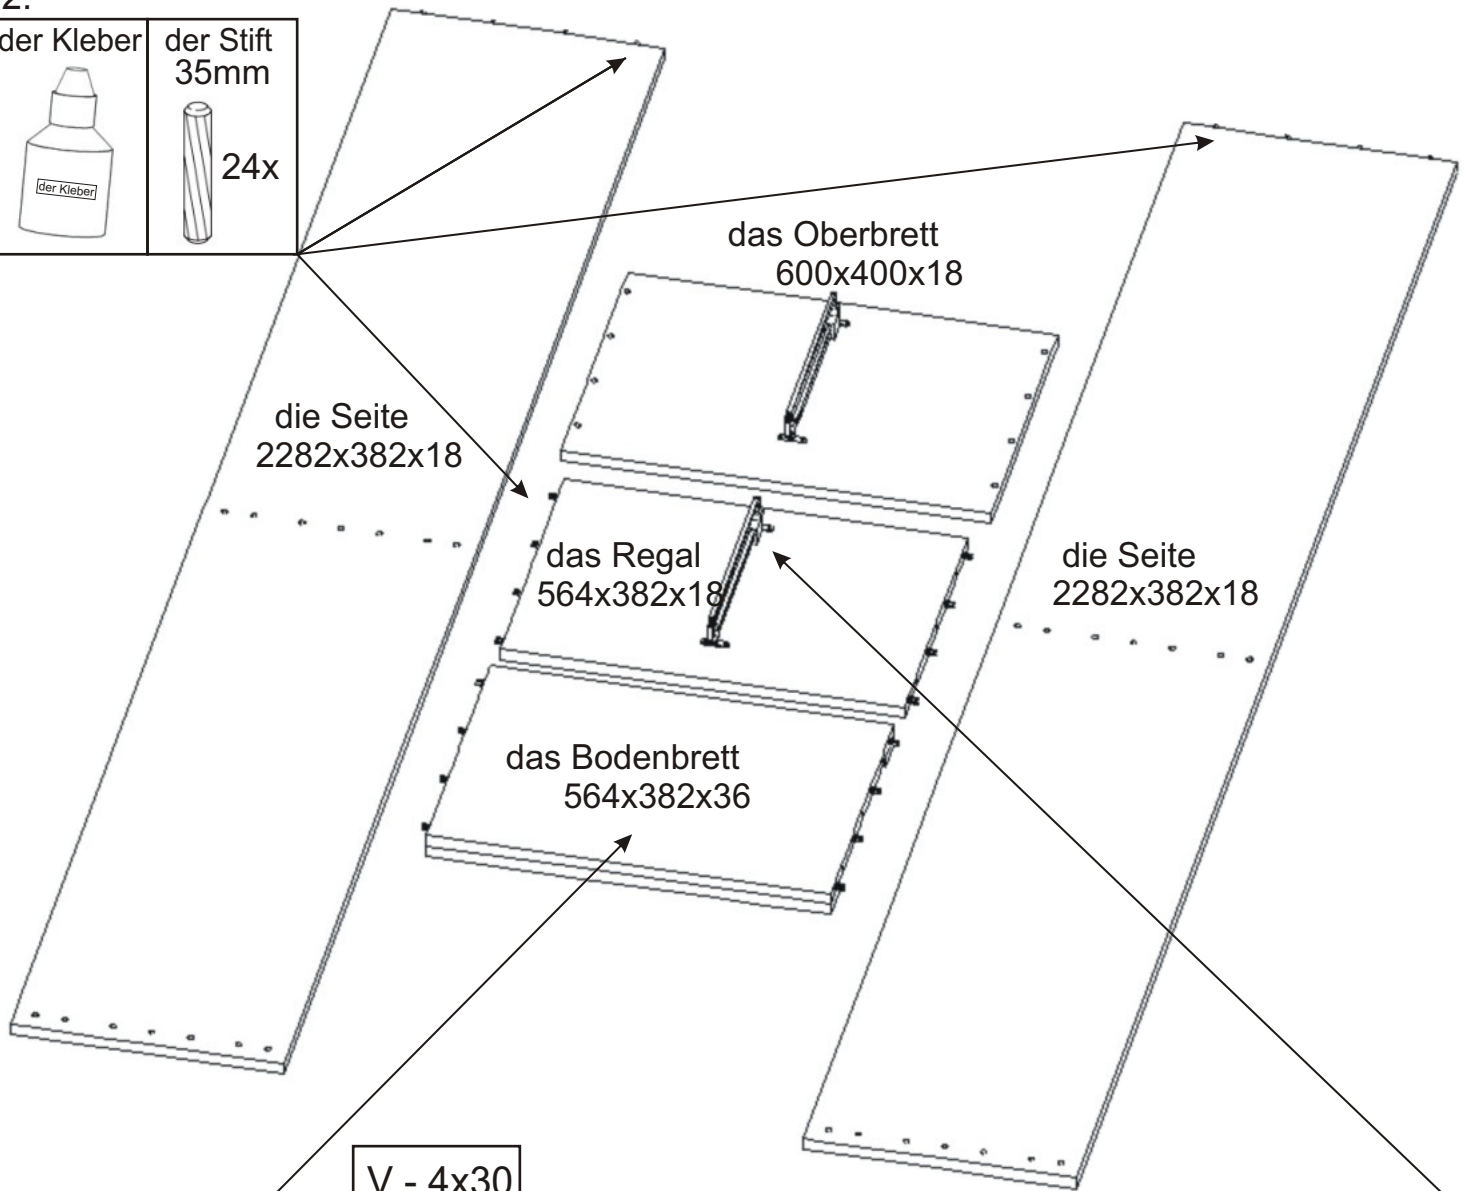 2.
der Kleber
der Kleber
der Stift
35mm
24x
das Oberbrett
600x400x18
die Seite
2282x382x18
das Regal
564x382x18
die Seite
2282x382x18
das Bodenbrett
564x382x36
V - 4x30